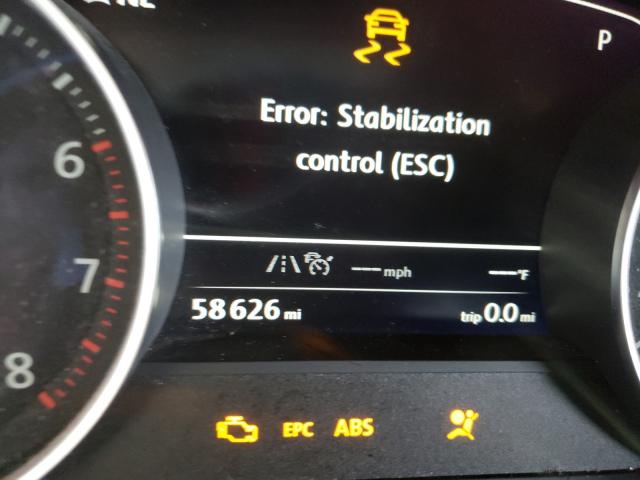 P
Error: Stabilization
control (ESC)
6
7
8
--- mph
---°F
58626 mi
trip 0.0 mi
EPC ABS